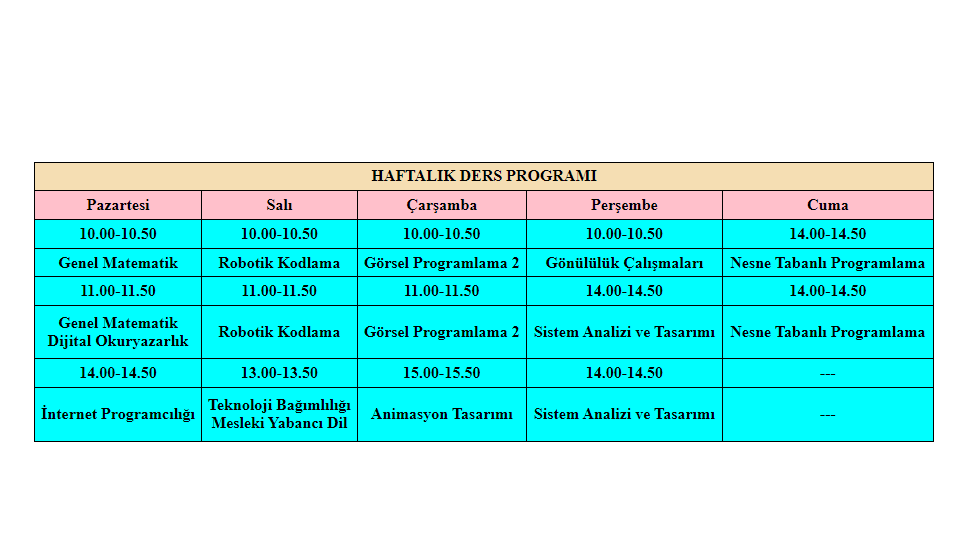 HAFTALIK DERS PROGRAMI
Pazartesi Salı Çarşamba Perşembe Cuma
10.00-10.50 10.00-10.50 10.00-10.50 10.00-10.50 14.00-14.50
Genel Matematik Robotik Kodlama Görsel Programlama 2 Gönülülük Çalışmaları Nesne Tabanlı Programlama
11.00-11.50 11.00-11.50 11.00-11.50 14.00-14.50 14.00-14.50
Genel Matematik
Dijital Okuryazarlık Robotik Kodlama Görsel Programlama 2 Sistem Analizi ve Tasarımı Nesne Tabanlı Programlama
14.00-14.50 13.00-13.50 15.00-15.50 14.00-14.50 ---
İnternet Programcılığı Teknoloji Bağımlılığı
Mesleki Yabancı Dil Animasyon Tasarımı Sistem Analizi ve Tasarımı ---